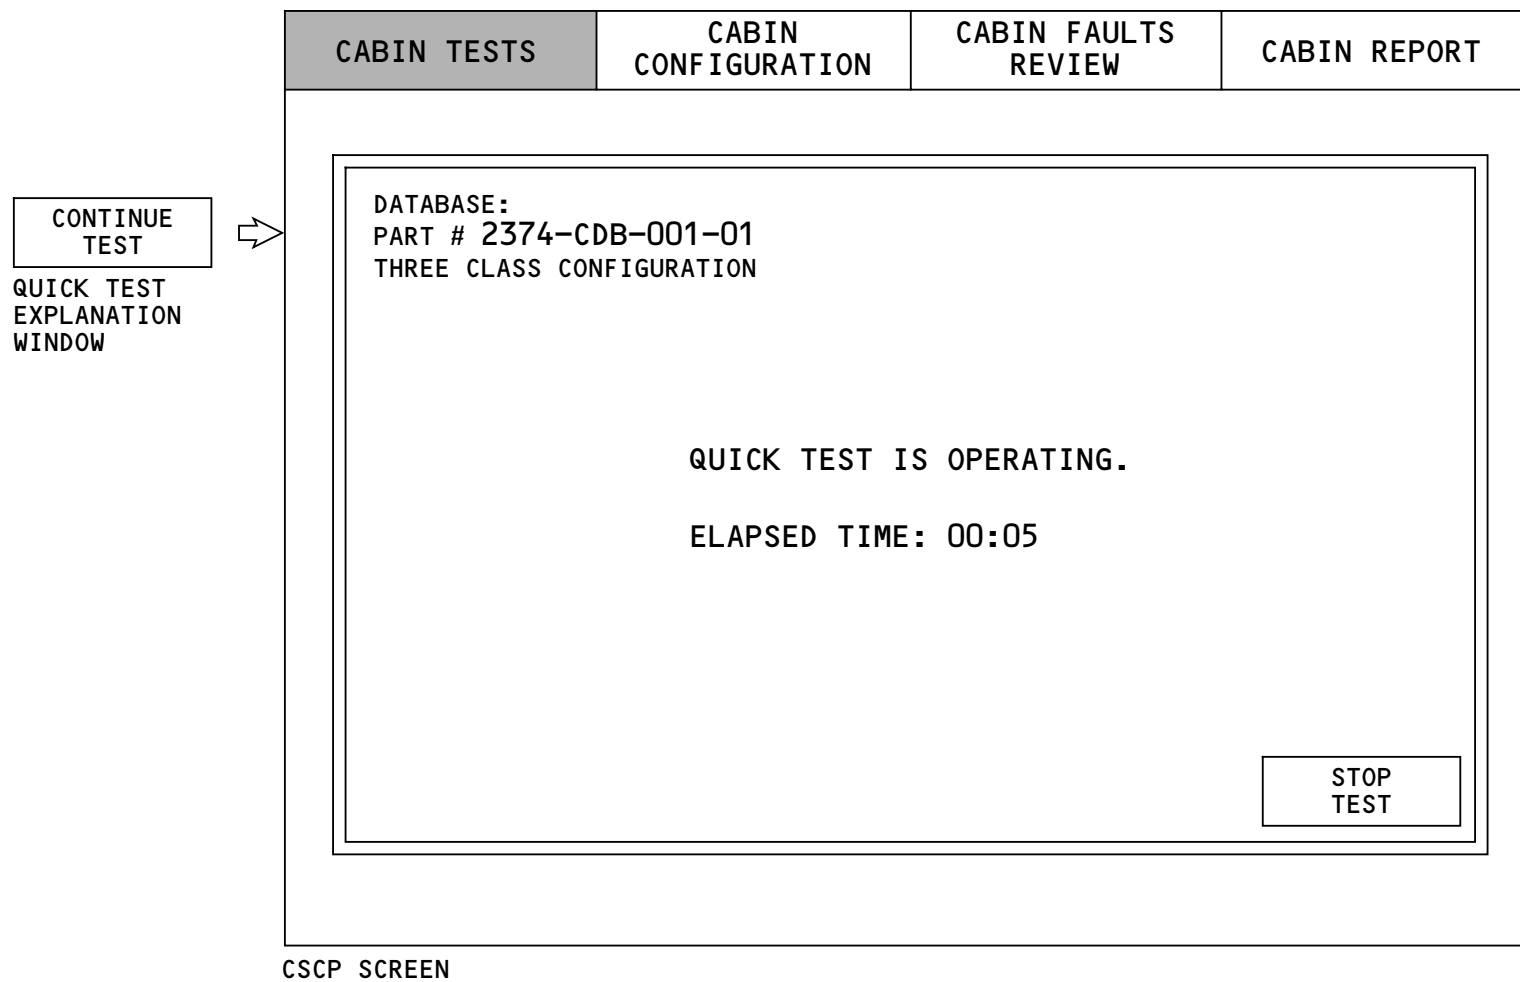 CABIN TESTS
CABIN
CONFIGURATION
CABIN FAULTS
REVIEW
CABIN REPORT
CONTINUE
TEST
QUICK TEST
EXPLANATION
WINDOW
DATABASE:
PART # 2374-CDB-001-01
THREE CLASS CONFIGURATION
QUICK TEST IS OPERATING.
ELAPSED TIME: 00:05
STOP
TEST
CSCP SCREEN